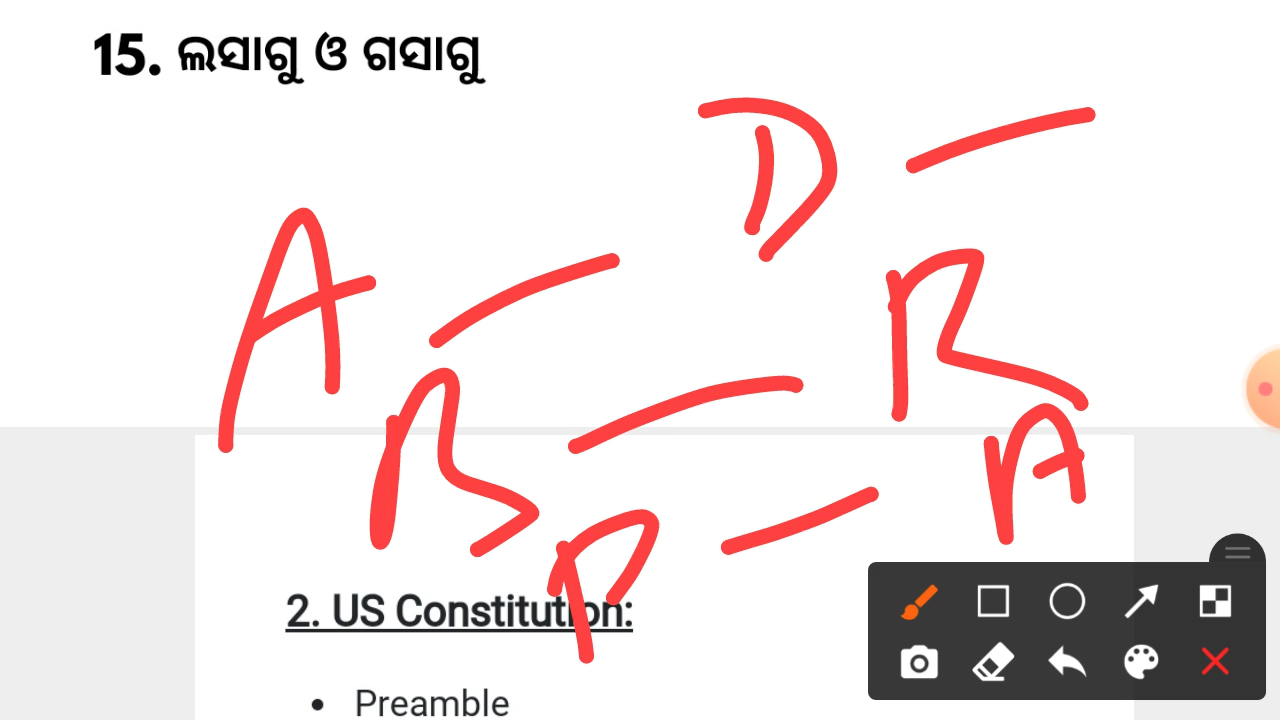 15. ଲସାଗୁ ଓ ଗସାଗୁ
D —
A —
B — R
P — A
2. US Constitution:
• Preamble